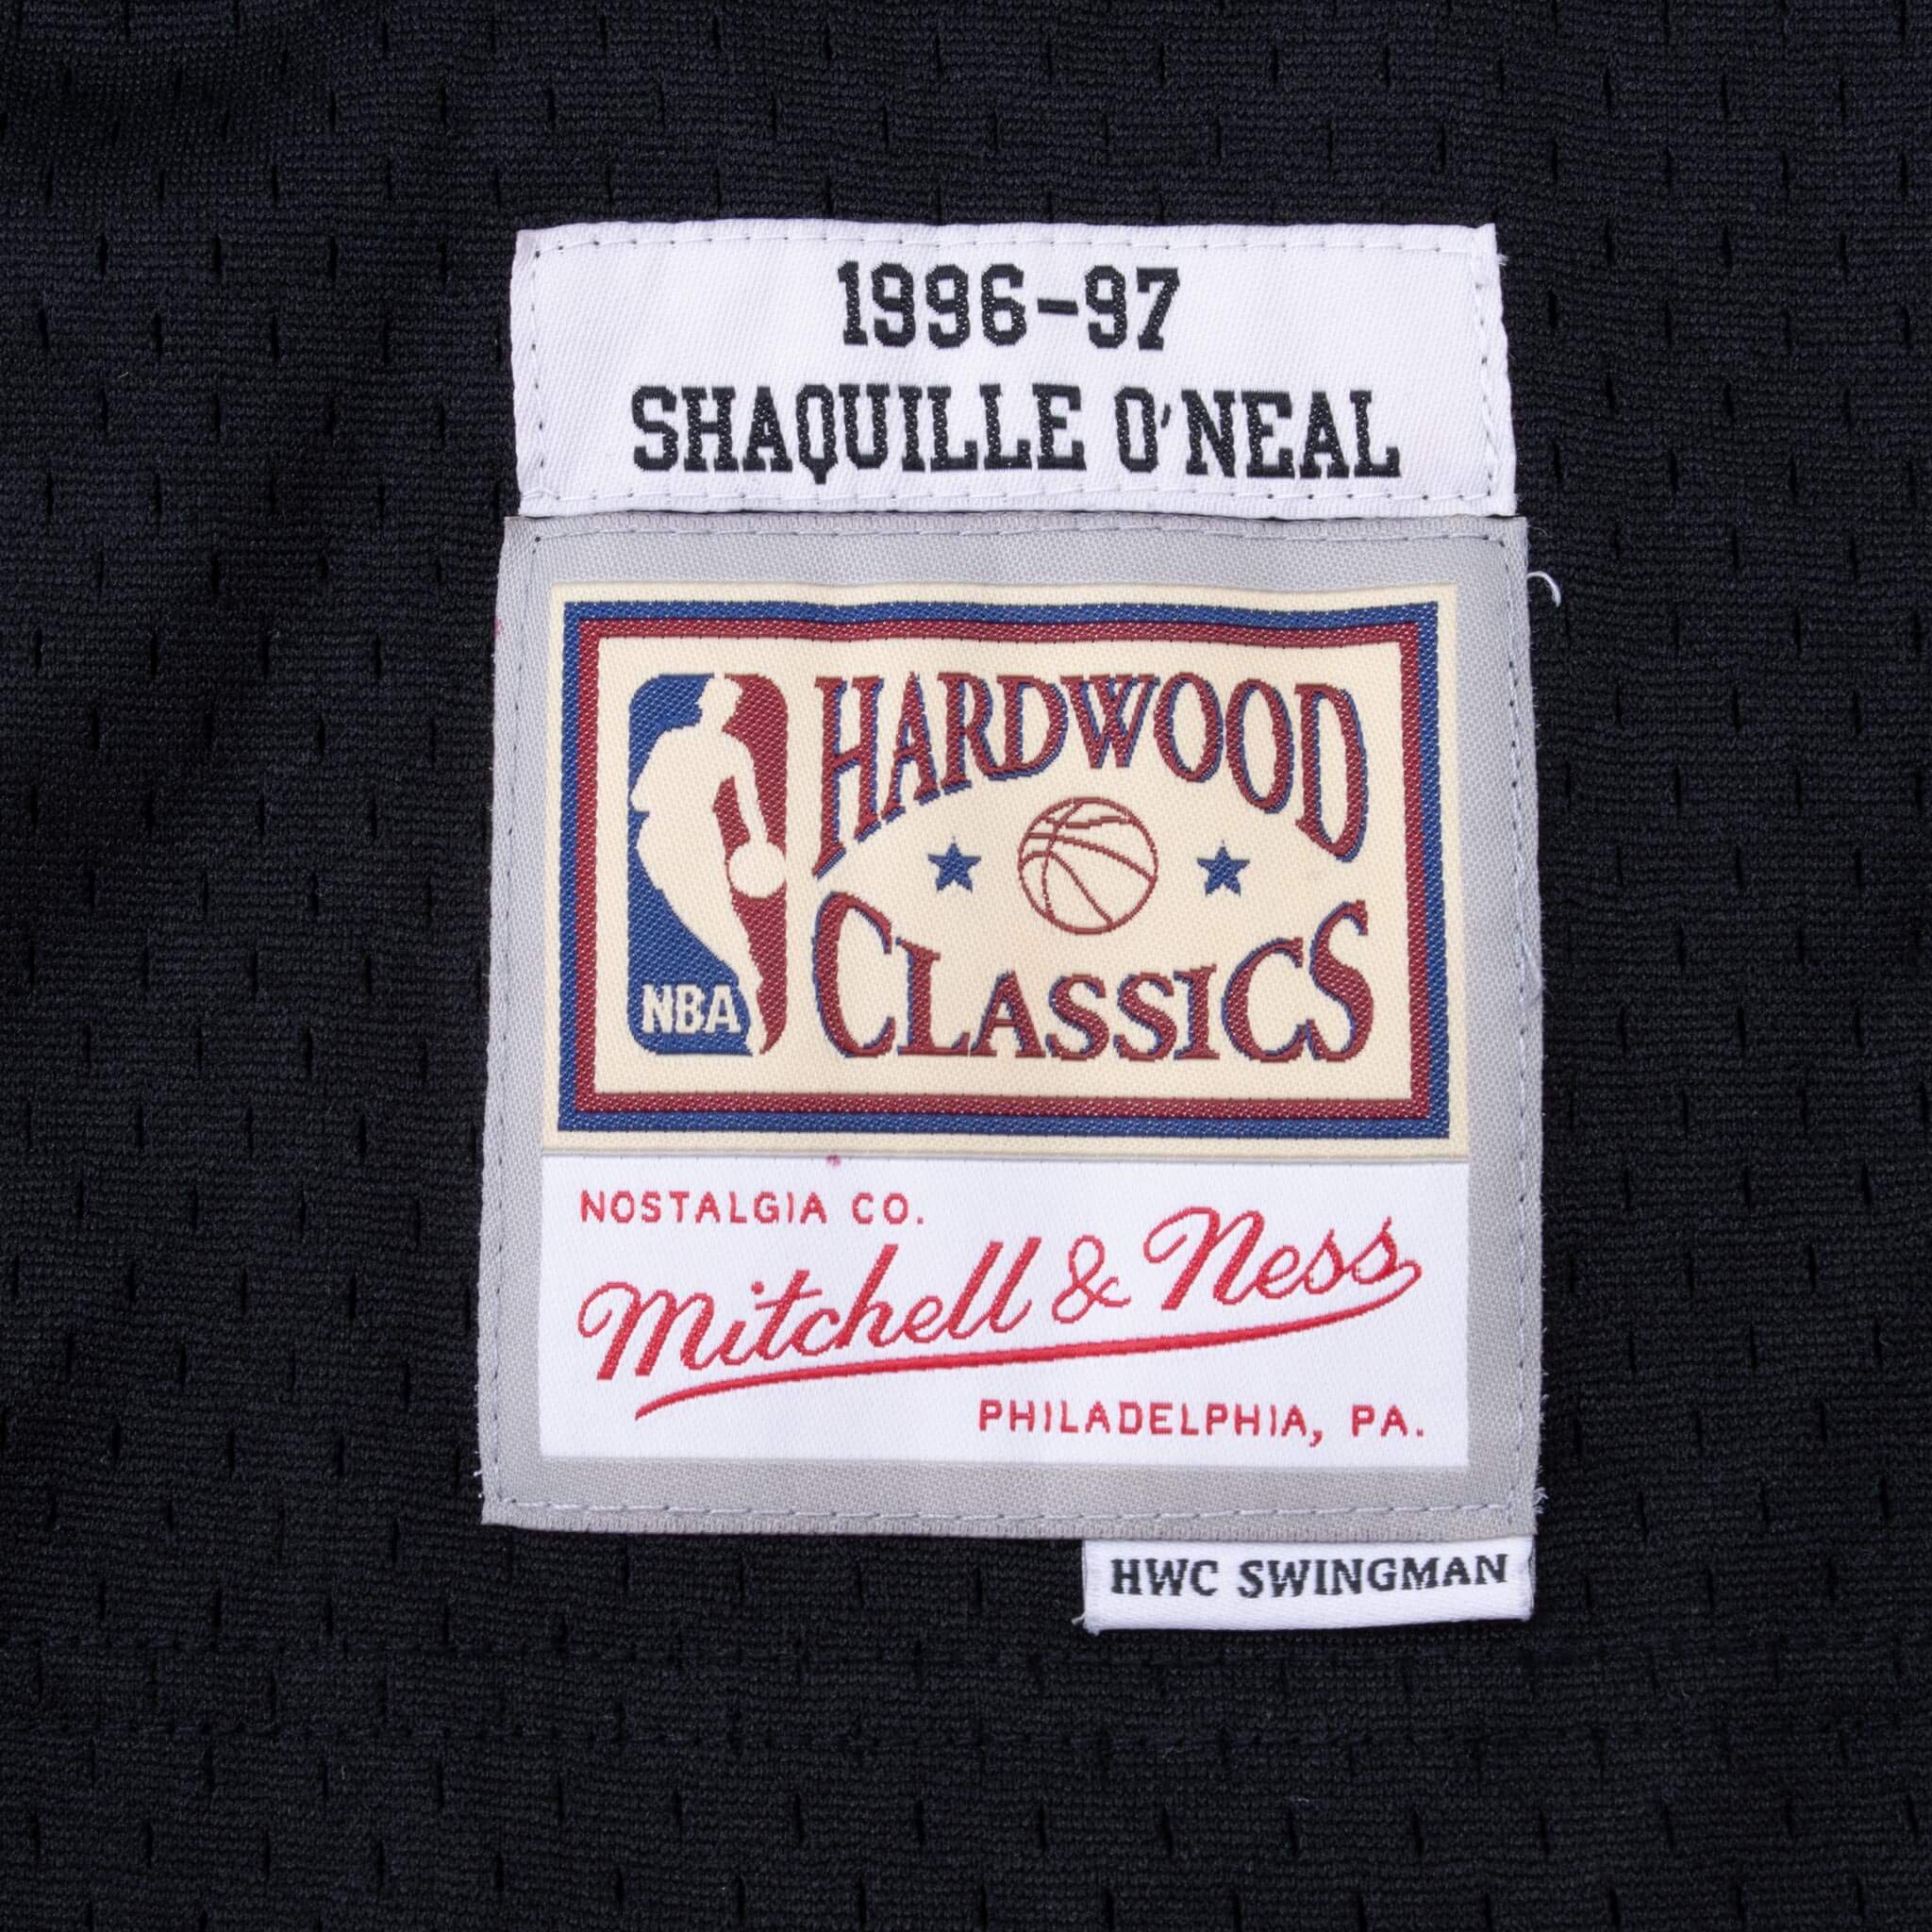 1996-97
SHAQUILLE O'NEAL
HARDWOOD
CLASSICS
NBA
NOSTALGIA CO.
Mitchell & Ness
PHILADELPHIA, PA.
HWC SWINGMAN